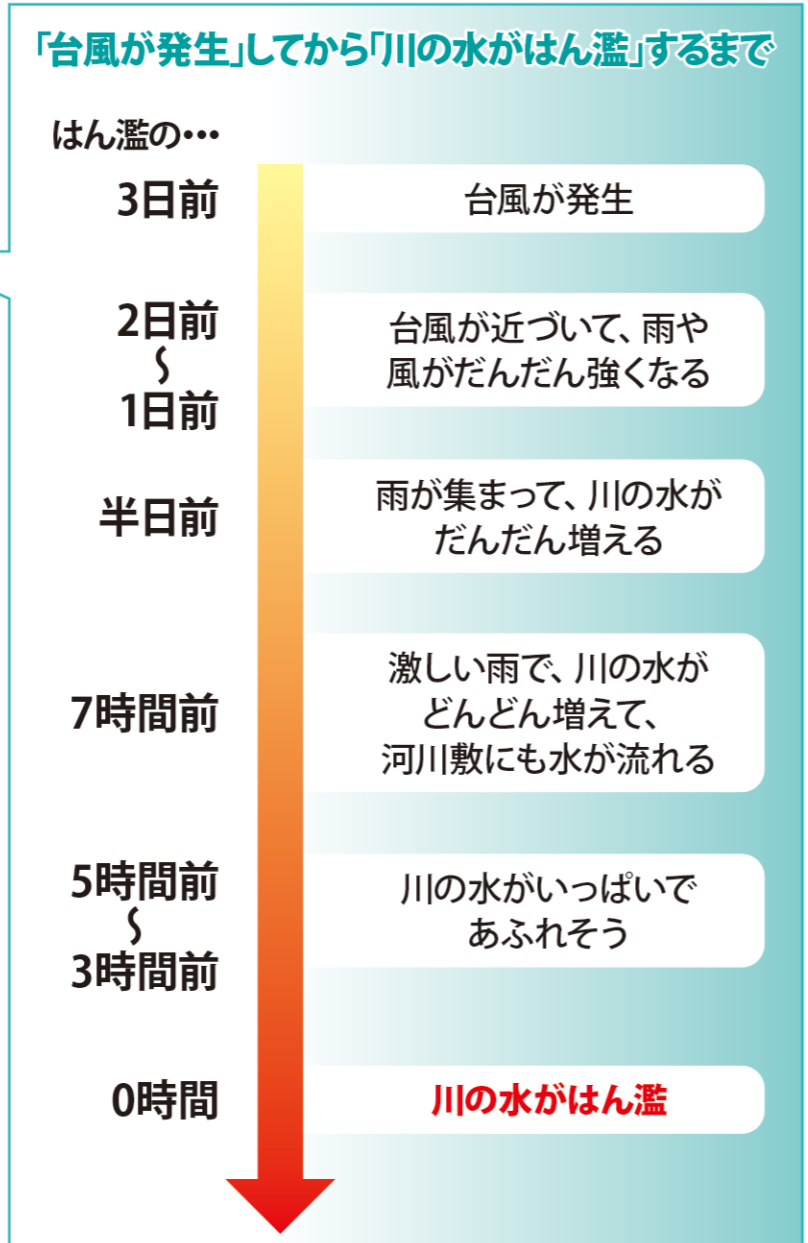 「台風が発生」してから「川の水がはん濫」するまで
はん濫の…
3日前
台風が発生
2日前
〜
1日前
台風が近づいて、雨や
風がだんだん強くなる
半日前
雨が集まって、川の水が
だんだん増える
7時間前
激しい雨で、川の水が
どんどん増えて、
河川敷にも水が流れる
5時間前
〜
3時間前
川の水がいっぱいで
あふれそう
0時間
川の水がはん濫